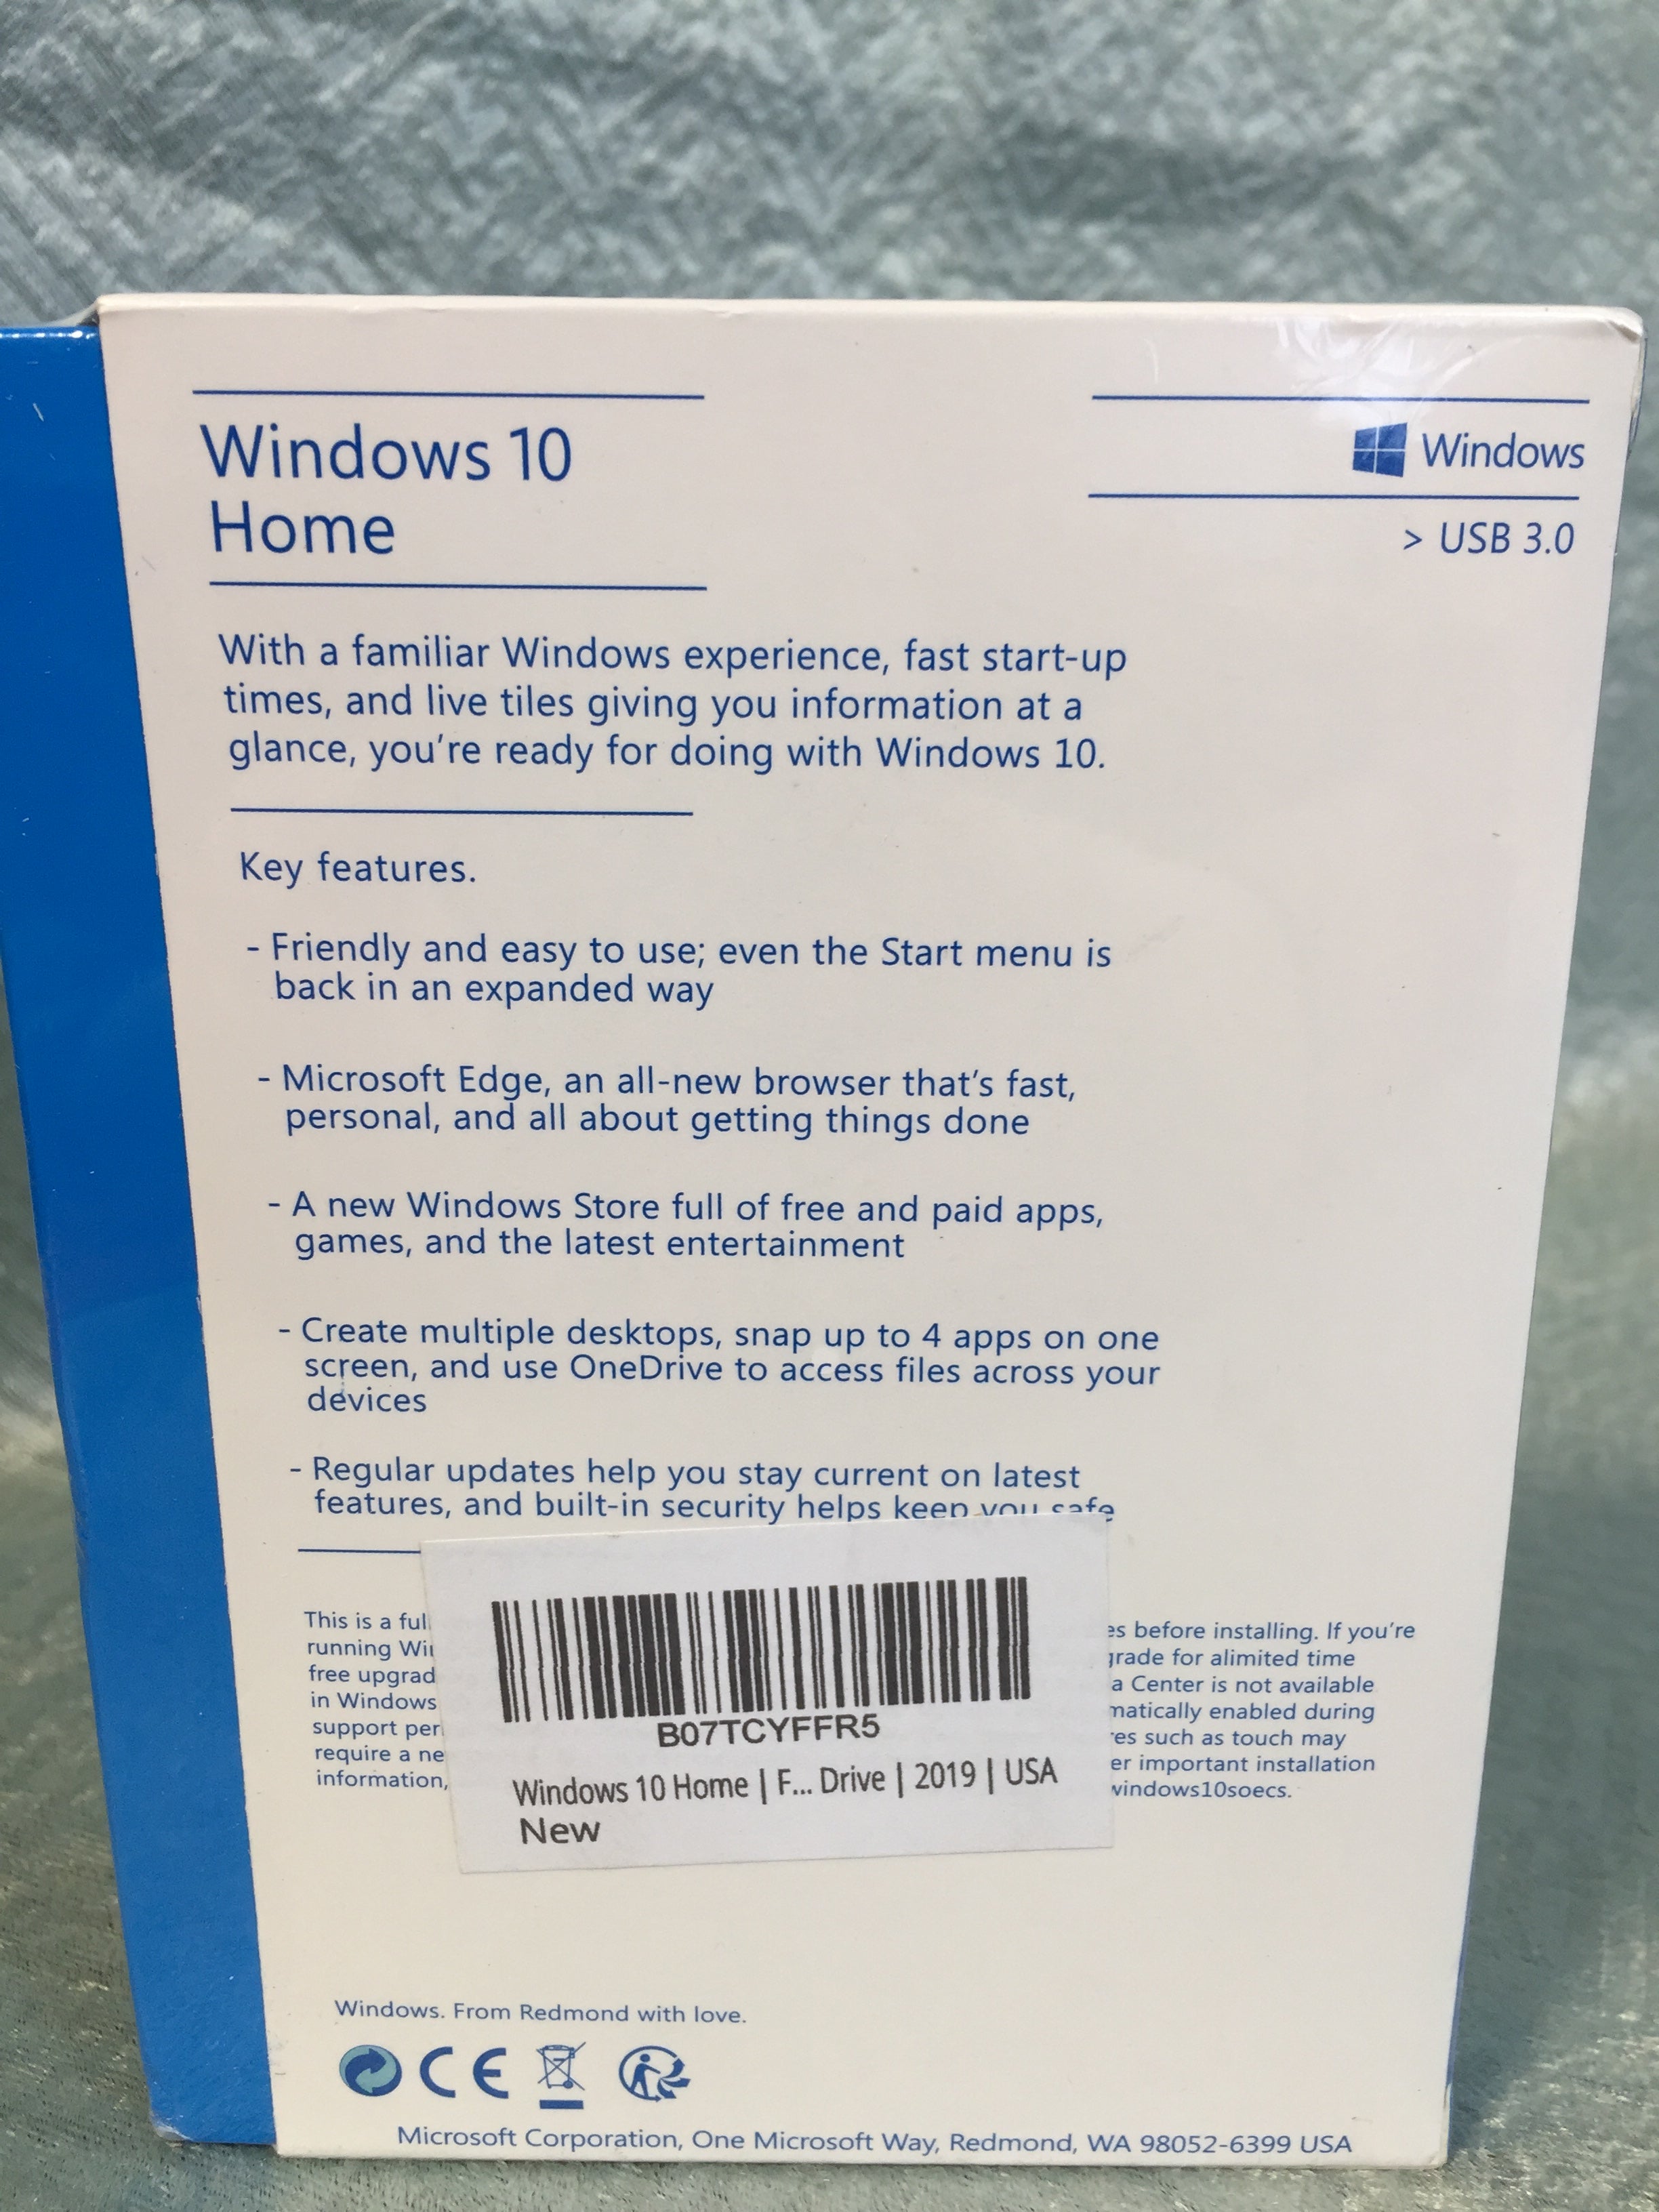 Windows 10
Home
Windows
> USB 3.0
With a familiar Windows experience, fast start-up
times, and live tiles giving you information at a
glance, you're ready for doing with Windows 10.
Key features.
- Friendly and easy to use; even the Start menu is
back in an expanded way
- Microsoft Edge, an all-new browser that's fast,
personal, and all about getting things done
- A new Windows Store full of free and paid apps,
games, and the latest entertainment
- Create multiple desktops, snap up to 4 apps on one
screen, and use OneDrive to access files across your
devices
- Regular updates help you stay current on latest
features, and built-in security helps keep you safe
This is a before installing. If you're
running for alimited time
free Center is not available
in Windows enabled during
support such as touch may
require a important installation
information, windows10soecs.
B07TCYFFR5
Windows 10 Home | F... Drive | 2019 | USA
New
Windows. From Redmond with love.
CE
Microsoft Corporation, One Microsoft Way, Redmond, WA 98052-6399 USA